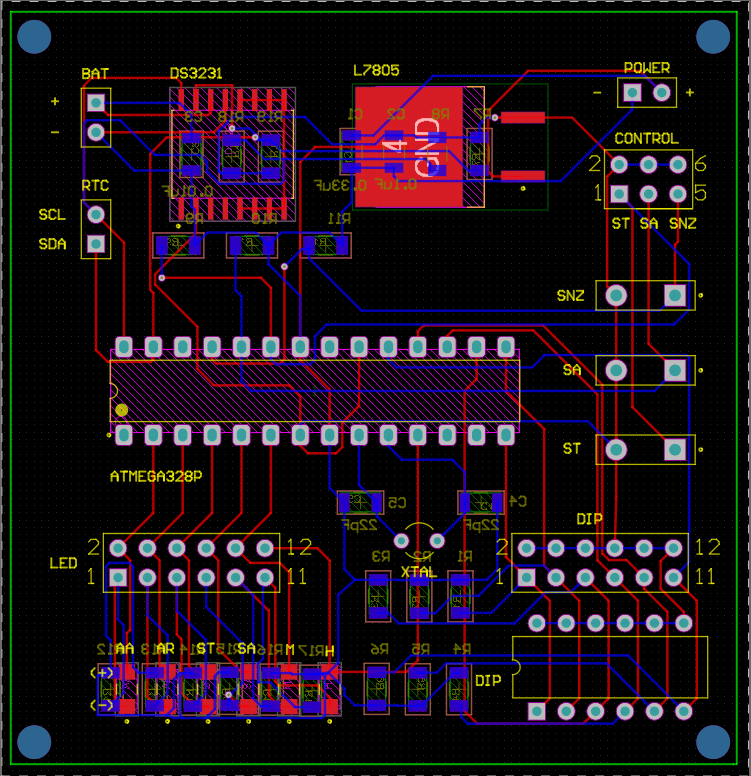 BAT
DS3231
L7805
POWER
+
-
- +
C3 R18 R19
C1 C2 R8 R7
4
GND
CONTROL
2 6
1 5
ST SA SNZ
0.01uF
0.33uF 0.1uF
RTC
SCL
SDA
R9 R10 R11
SNZ
SA
ST
ATMEGA328P
C5 C4
22pF 22pF
DIP
LED
2 12
1 11
R3 R2 R1
XTAL
2 12
1 11
R12 AA R13 AR R14 ST R15 SA R16 M R17 H
(+)
(-)
R6 R5 R4
DIP